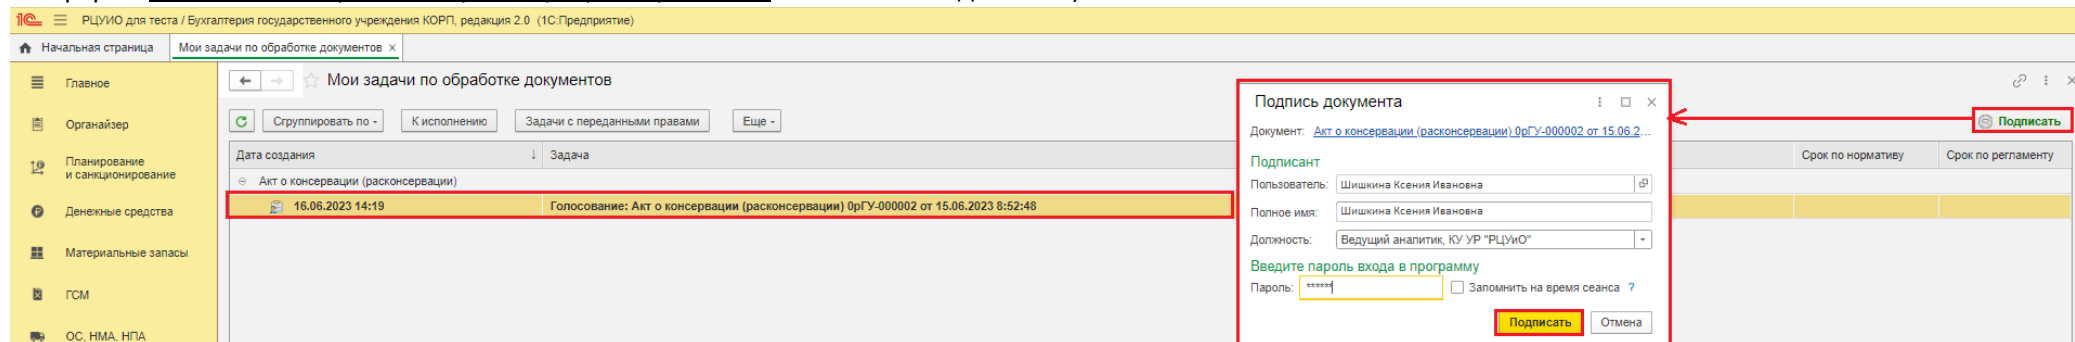 РЦУИО для теста / Бухгалтерия государственного учреждения КОРП, редакция 2.0 (1С:Предприятие)
Начальная страница Мои задачи по обработке документов ×
Главное
Органайзер
Планирование
и санкционирование
Денежные средства
Материальные запасы
ГСМ
ОС, НМА, НПА
Мои задачи по обработке документов
Сгруппировать по - К исполнению Задачи с переданными правами Еще -
Подписать
Дата создания ↓ Задача Срок по нормативу Срок по регламенту
Акт о консервации (расконсервации)
16.06.2023 14:19 Голосование: Акт о консервации (расконсервации) 0рГУ-000002 от 15.06.2023 8:52:48
Подпись документа
Документ: Акт о консервации (расконсервации) 0рГУ-000002 от 15.06.2...
Подписант
Пользователь: Шишкина Ксения Ивановна
Полное имя: Шишкина Ксения Ивановна
Должность: Ведущий аналитик, КУ УР "РЦУиО"
Введите пароль входа в программу
Пароль: ****** Запомнить на время сеанса ?
Подписать Отмена